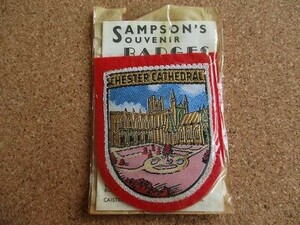 SAMPSON'S
SOUVENIR
BADGES
CHESTER CATHEDRAL